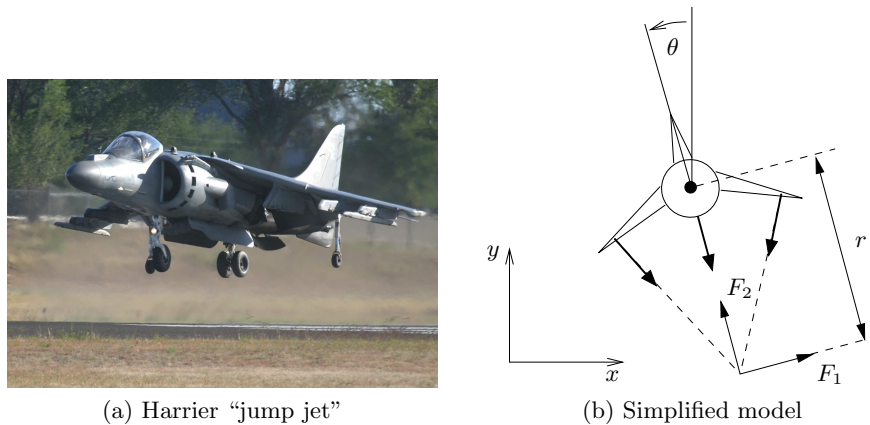 θ
r
y
F₂
x
F₁
(a) Harrier “jump jet”
(b) Simplified model